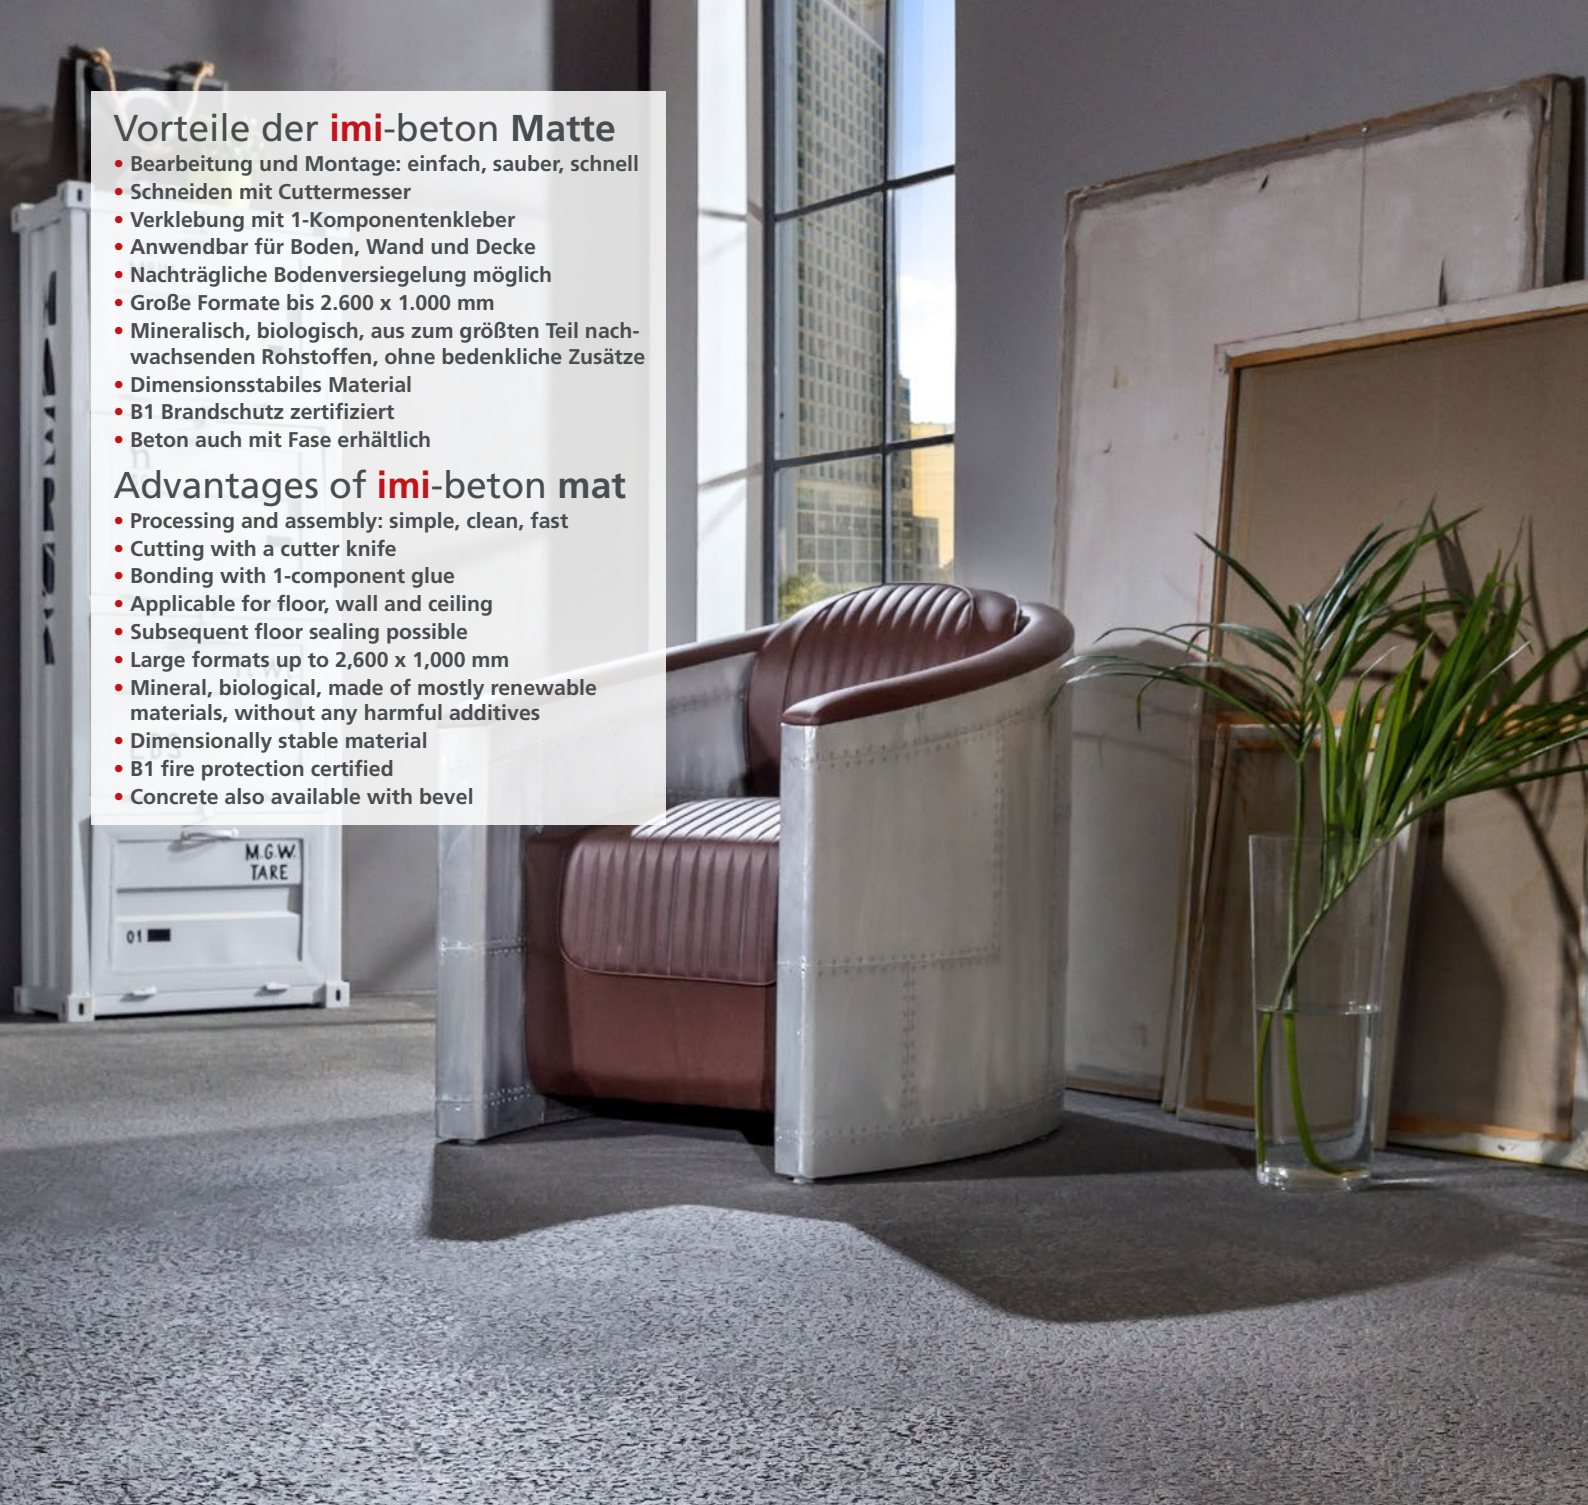 Vorteile der imi-beton Matte
• Bearbeitung und Montage: einfach, sauber, schnell
• Schneiden mit Cuttermesser
• Verklebung mit 1-Komponentenkleber
• Anwendbar für Boden, Wand und Decke
• Nachträgliche Bodenversiegelung möglich
• Große Formate bis 2.600 x 1.000 mm
• Mineralisch, biologisch, aus zum größten Teil nach-
wachsenden Rohstoffen, ohne bedenkliche Zusätze
• Dimensionsstabiles Material
• B1 Brandschutz zertifiziert
• Beton auch mit Fase erhältlich
Advantages of imi-beton mat
• Processing and assembly: simple, clean, fast
• Cutting with a cutter knife
• Bonding with 1-component glue
• Applicable for floor, wall and ceiling
• Subsequent floor sealing possible
• Large formats up to 2,600 x 1,000 mm
• Mineral, biological, made of mostly renewable
materials, without any harmful additives
• Dimensionally stable material
• B1 fire protection certified
• Concrete also available with bevel
M.G.W.
TARE
01